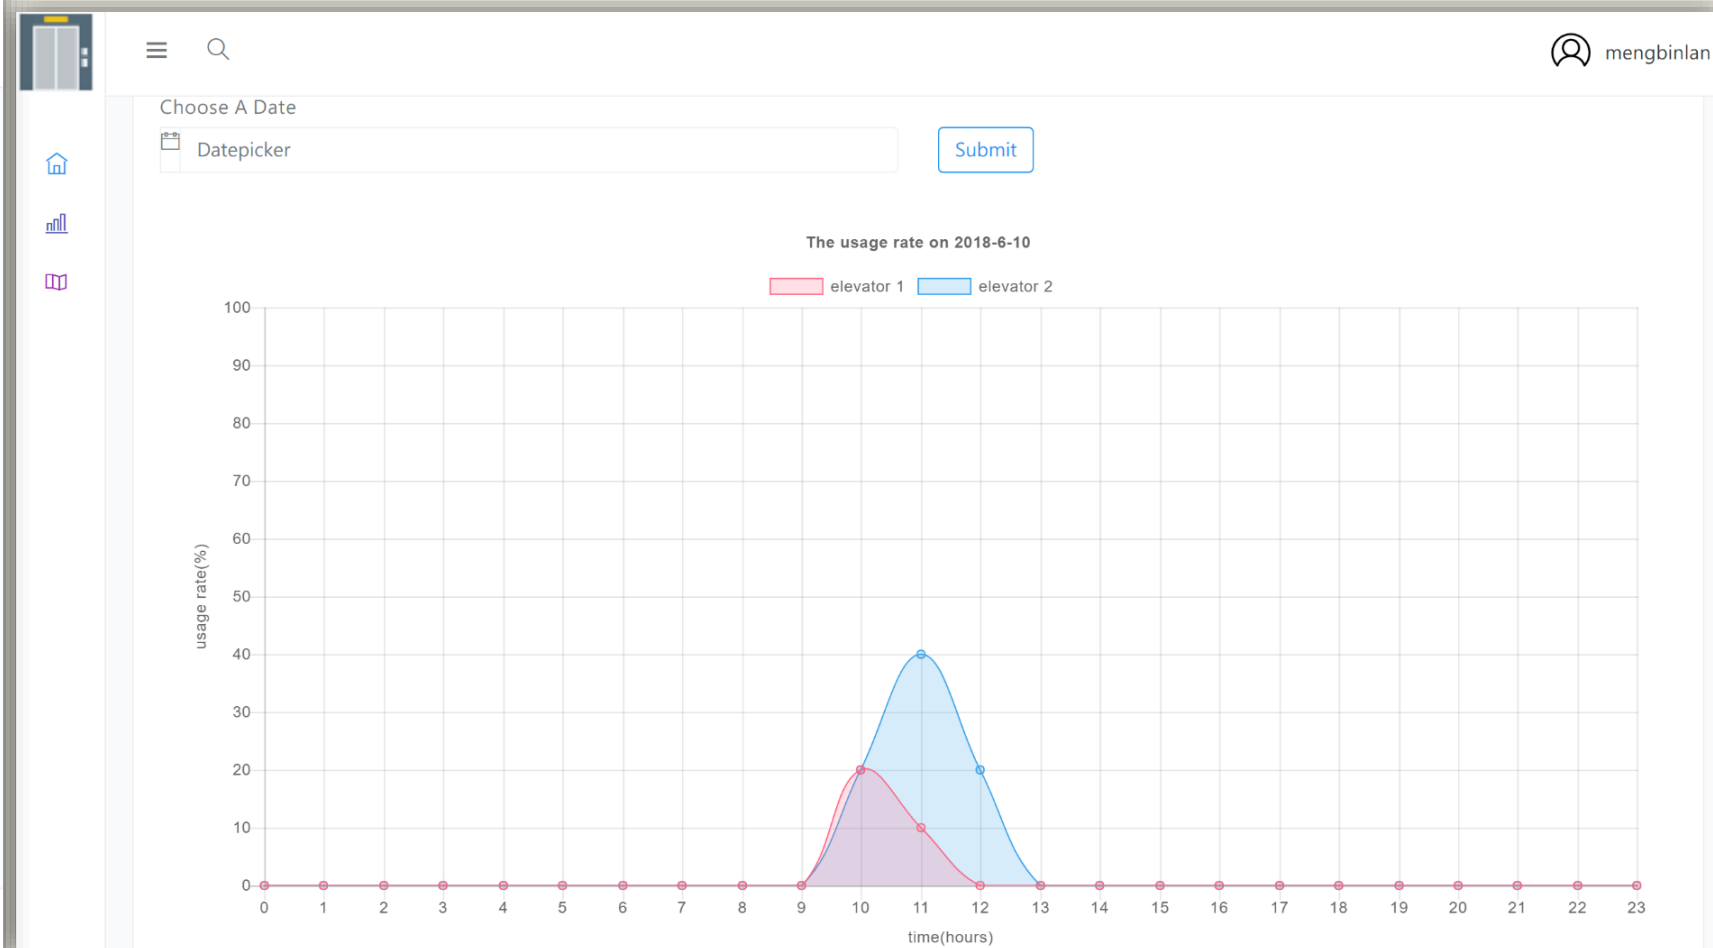 mengbinlan
Choose A Date
Datepicker
Submit
The usage rate on 2018-6-10
elevator 1 elevator 2
100
90
80
70
60
50
40
30
20
10
0
usage rate(%)
0 1 2 3 4 5 6 7 8 9 10 11 12 13 14 15 16 17 18 19 20 21 22 23
time(hours)